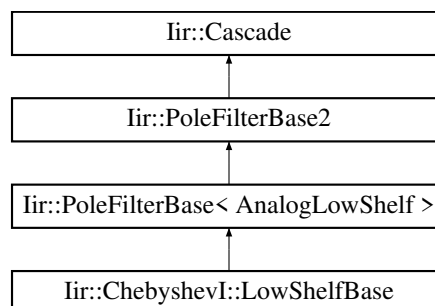 Iir::Cascade
Iir::PoleFilterBase2
Iir::PoleFilterBase< AnalogLowShelf >
Iir::ChebyshevI::LowShelfBase